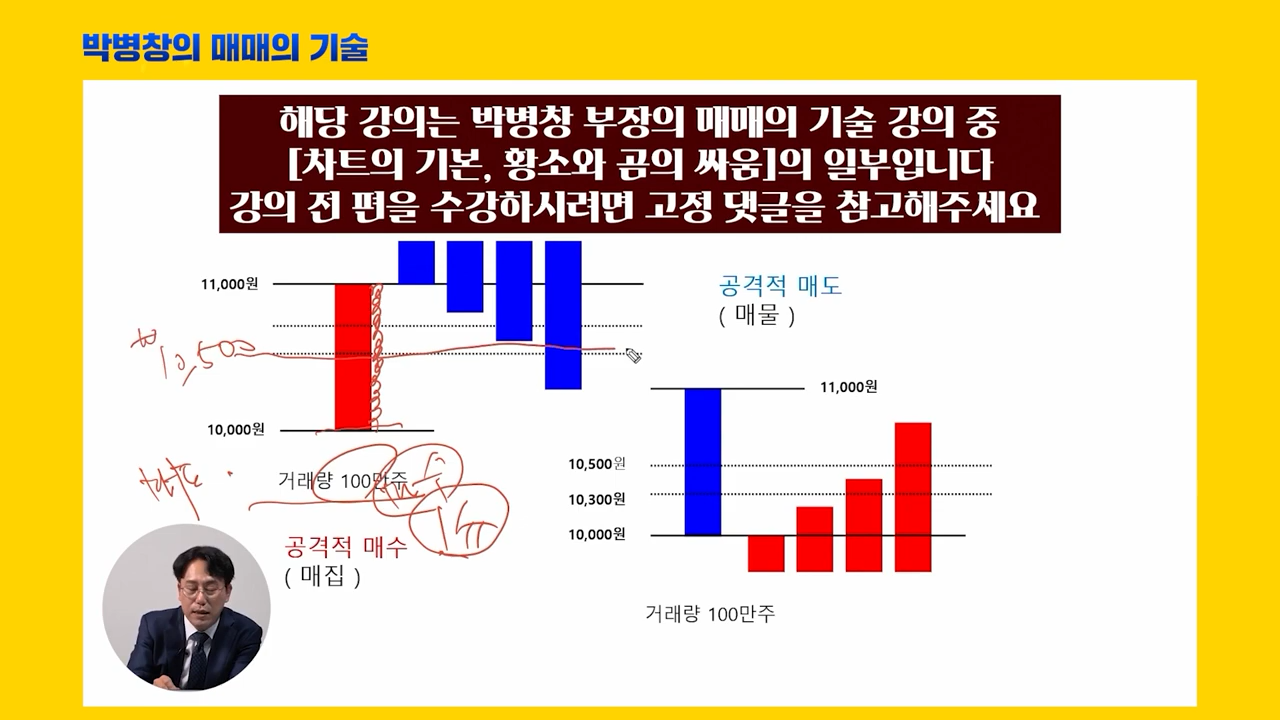 박병창의 매매의 기술
해당 강의는 박병창 부장의 매매의 기술 강의 중
[차트의 기본, 황소와 곰의 싸움]의 일부입니다
강의 전 편을 수강하시려면 고정 댓글을 참고해주세요
11,000원
₩10,500
10,000원
거래량 100만주
공격적 매수
( 매집 )
공격적 매도
( 매물 )
11,000원
10,500원
10,300원
10,000원
거래량 100만주